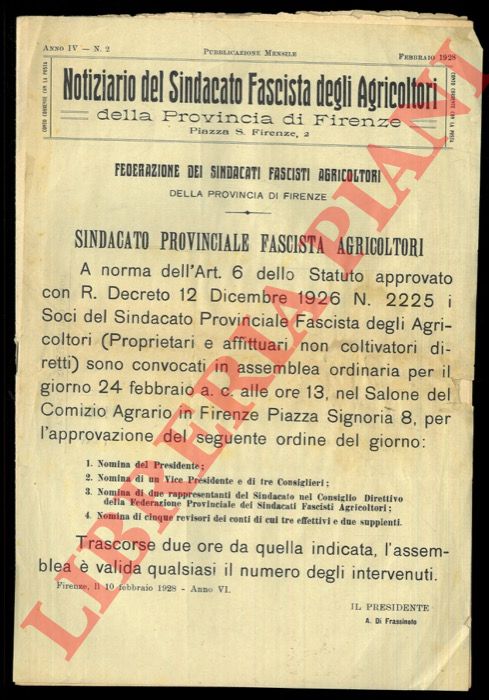 ANNO IV — N. 2
PUBBLICAZIONE MENSILE
FEBBRAIO 1928
CONTO CORRENTE CON LA POSTA
Notiziario del Sindacato Fascista degli Agricoltori
della Provincia di Firenze
Piazza S. Firenze, 2
CONTO CORRENTE CON LA POSTA
FEDERAZIONE DEI SINDACATI FASCISTI AGRICOLTORI
DELLA PROVINCIA DI FIRENZE
SINDACATO PROVINCIALE FASCISTA AGRICOLTORI
A norma dell'Art. 6 dello Statuto approvato
con R. Decreto 12 Dicembre 1926 N. 2225 i
Soci del Sindacato Provinciale Fascista degli Agri-
coltori (Proprietari e affittuari non coltivatori di-
retti) sono convocati in assemblea ordinaria per il
giorno 24 febbraio a. c. alle ore 13, nel Salone del
Comizio Agrario in Firenze Piazza Signoria 8, per
l'approvazione del seguente ordine del giorno:
1. Nomina del Presidente;
2. Nomina di un Vice Presidente e di tre Consiglieri;
3. Nomina di due rappresentanti del Sindacato nel Consiglio Direttivo
della Federazione Provinciale dei Sindacati Fascisti Agricoltori;
4. Nomina di cinque revisori dei conti di cui tre effettivi e due supplenti.
Trascorse due ore da quella indicata, l'assem-
blea è valida qualsiasi il numero degli intervenuti.
Firenze, li 10 febbraio 1928 - Anno VI.
IL PRESIDENTE
A. Di Frassineto
LIBRERIA PIANI